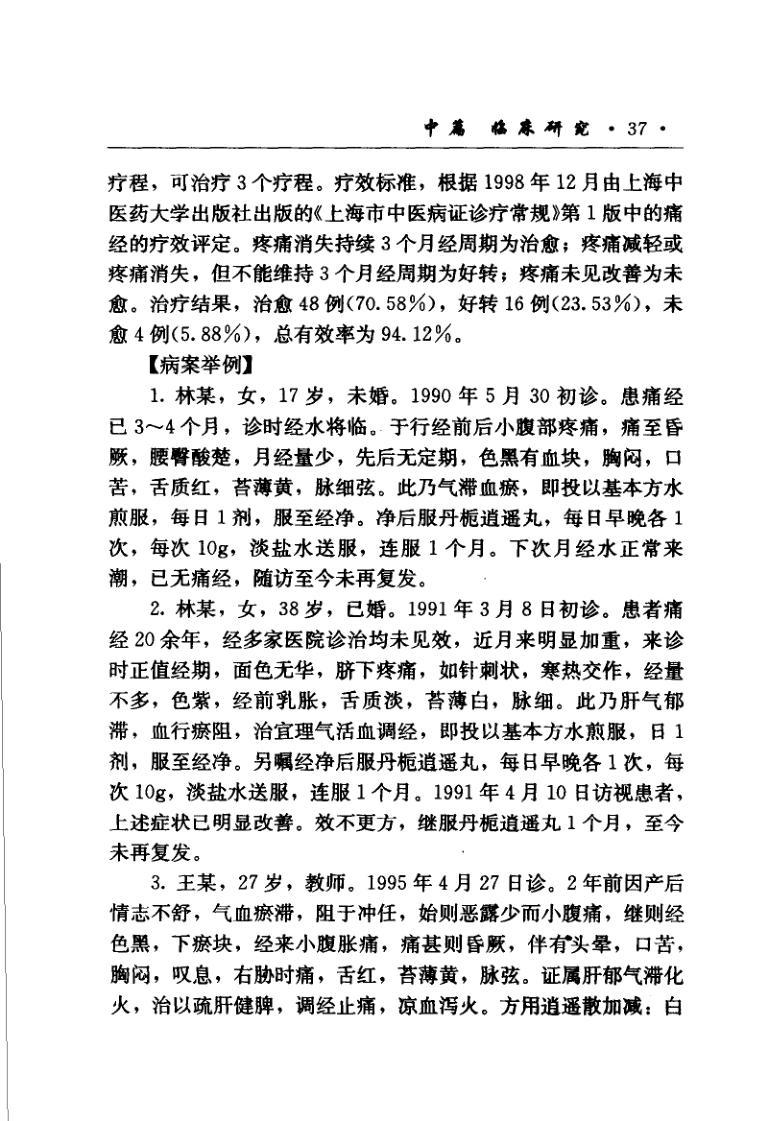 中篇 临床研究 · 37 ·
疗程，可治疗 3 个疗程。疗效标准，根据 1998 年 12 月由上海中
医药大学出版社出版的《上海市中医病证诊疗常规》第 1 版中的痛
经的疗效评定。疼痛消失持续 3 个月经周期为治愈；疼痛减轻或
疼痛消失，但不能维持 3 个月经周期为好转；疼痛未见改善为未
愈。治疗结果，治愈 48 例(70.58%)，好转 16 例(23.53%)，未
愈 4 例(5.88%)，总有效率为 94.12%。
【病案举例】
1. 林某，女，17 岁，未婚。1990 年 5 月 30 初诊。患痛经
已 3～4 个月，诊时经水将临。于行经前后小腹部疼痛，痛至昏
厥，腰臀酸楚，月经量少，先后无定期，色黑有血块，胸闷，口
苦，舌质红，苔薄黄，脉细弦。此乃气滞血瘀，即投以基本方水
煎服，每日 1 剂，服至经净。净后服丹栀逍遥丸，每日早晚各 1
次，每次 10g，淡盐水送服，连服 1 个月。下次月经水正常来
潮，已无痛经，随访至今未再复发。
2. 林某，女，38 岁，已婚。1991 年 3 月 8 日初诊。患者痛
经 20 余年，经多家医院诊治均未见效，近月来明显加重，来诊
时正值经期，面色无华，脐下疼痛，如针刺状，寒热交作，经量
不多，色紫，经前乳胀，舌质淡，苔薄白，脉细。此乃肝气郁
滞，血行瘀阻，治宜理气活血调经，即投以基本方水煎服，日 1
剂，服至经净。另嘱经净后服丹栀逍遥丸，每日早晚各 1 次，每
次 10g，淡盐水送服，连服 1 个月。1991 年 4 月 10 日访视患者，
上述症状已明显改善。效不更方，继服丹栀逍遥丸 1 个月，至今
未再复发。
3. 王某，27 岁，教师。1995 年 4 月 27 日诊。2 年前因产后
情志不舒，气血瘀滞，阻于冲任，始则恶露少而小腹痛，继则经
色黑，下瘀块，经来小腹胀痛，痛甚则昏厥，伴有头晕，口苦，
胸闷，叹息，右胁时痛，舌红，苔薄黄，脉弦。证属肝郁气滞化
火，治以疏肝健脾，调经止痛，凉血泻火。方用逍遥散加减：白